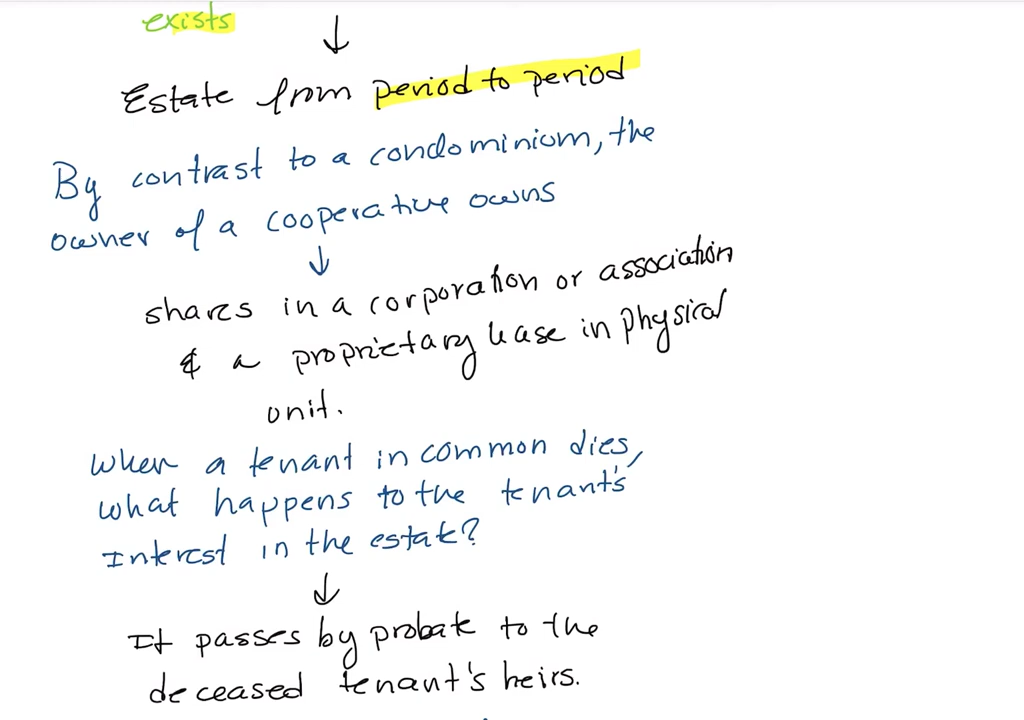 exists
↓
Estate from period to period
By contrast to a condominium, the
owner of a cooperative owns
↓
shares in a corporation or association
& a proprietary lease in physical
unit.
When a tenant in common dies,
what happens to the tenant's
Interest in the estate?
↓
It passes by probate to the
deceased tenant's heirs.